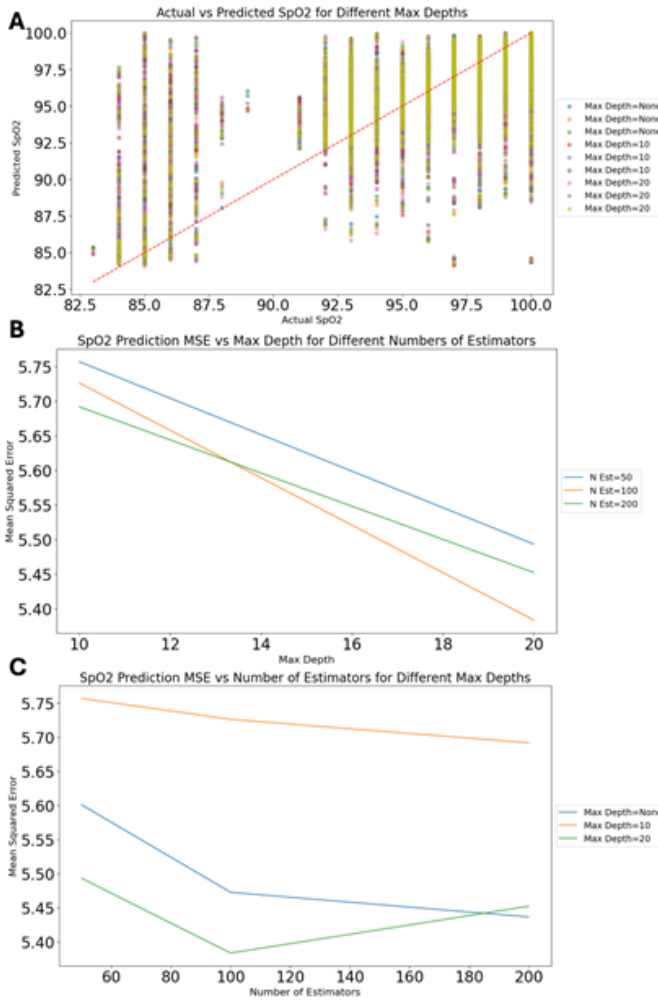 A
Actual vs Predicted SpO2 for Different Max Depths
100.0
97.5
95.0
92.5
90.0
87.5
85.0
82.5
Predicted SpO2
82.5 85.0 87.5 90.0 92.5 95.0 97.5 100.0
Actual SpO2
Max Depth=None
Max Depth=None
Max Depth=None
Max Depth=10
Max Depth=10
Max Depth=10
Max Depth=20
Max Depth=20
Max Depth=20
B
SpO2 Prediction MSE vs Max Depth for Different Numbers of Estimators
5.75
5.70
5.65
5.60
5.55
5.50
5.45
5.40
Mean Squared Error
10 12 14 16 18 20
Max Depth
N Est=50
N Est=100
N Est=200
C
SpO2 Prediction MSE vs Number of Estimators for Different Max Depths
5.75
5.70
5.65
5.60
5.55
5.50
5.45
5.40
Mean Squared Error
60 80 100 120 140 160 180 200
Number of Estimators
Max Depth=None
Max Depth=10
Max Depth=20